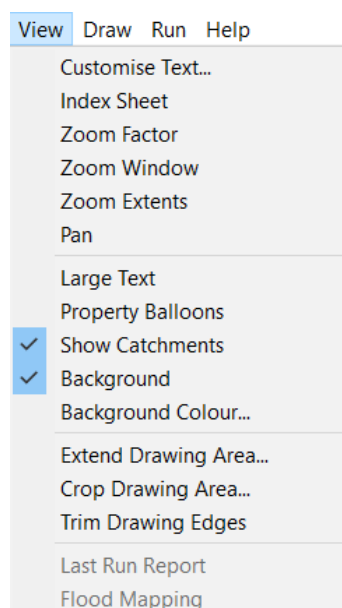 View Draw Run Help
Customise Text...
Index Sheet
Zoom Factor
Zoom Window
Zoom Extents
Pan
Large Text
Property Balloons
Show Catchments
Background
Background Colour...
Extend Drawing Area...
Crop Drawing Area...
Trim Drawing Edges
Last Run Report
Flood Mapping